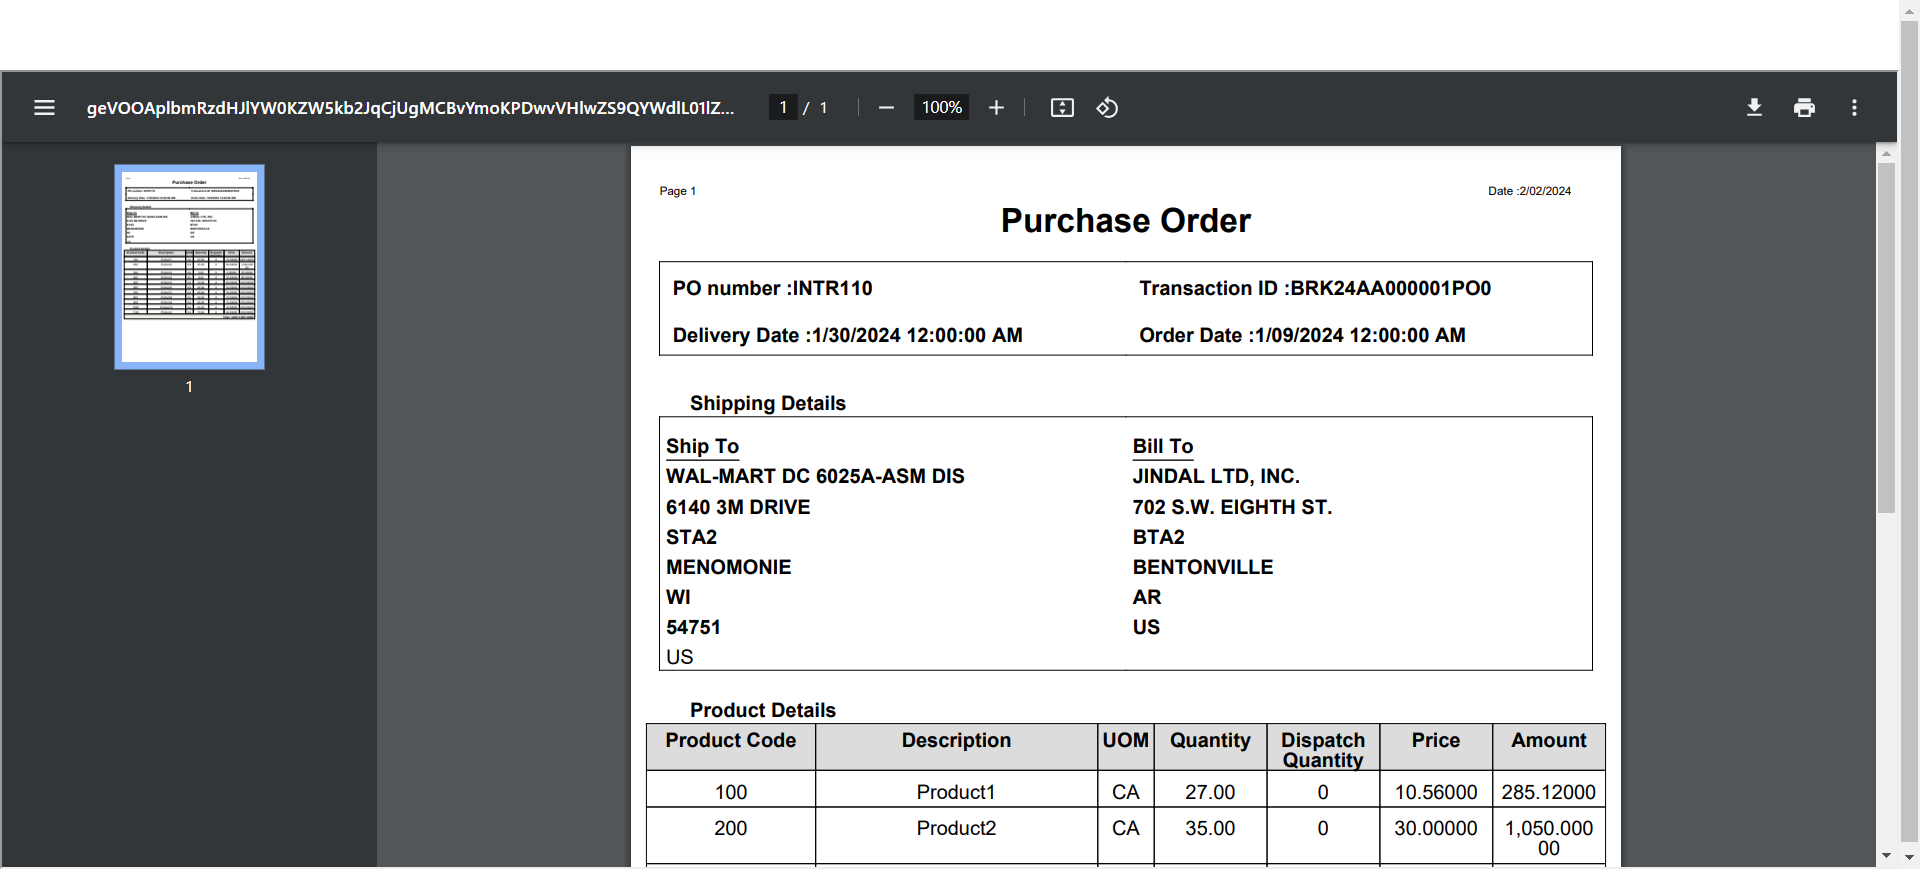 geVOOAplbmRzdHJlYW0KZW5kb2JqCjUgMCBvYmoKPDwvVHlwZS9QYWdlL01lZ...
1 / 1
100%
Page 1
Date :2/02/2024
Purchase Order
PO number :INTR110
Transaction ID :BRK24AA000001PO0
Delivery Date :1/30/2024 12:00:00 AM
Order Date :1/09/2024 12:00:00 AM
Shipping Details
Ship To
WAL-MART DC 6025A-ASM DIS
6140 3M DRIVE
STA2
MENOMONIE
WI
54751
US
Bill To
JINDAL LTD, INC.
702 S.W. EIGHTH ST.
BTA2
BENTONVILLE
AR
US
Product Details
Product Code Description UOM Quantity Dispatch Quantity Price Amount
100 Product1 CA 27.00 0 10.56000 285.12000
200 Product2 CA 35.00 0 30.00000 1,050.000
00
Purchase Order
1